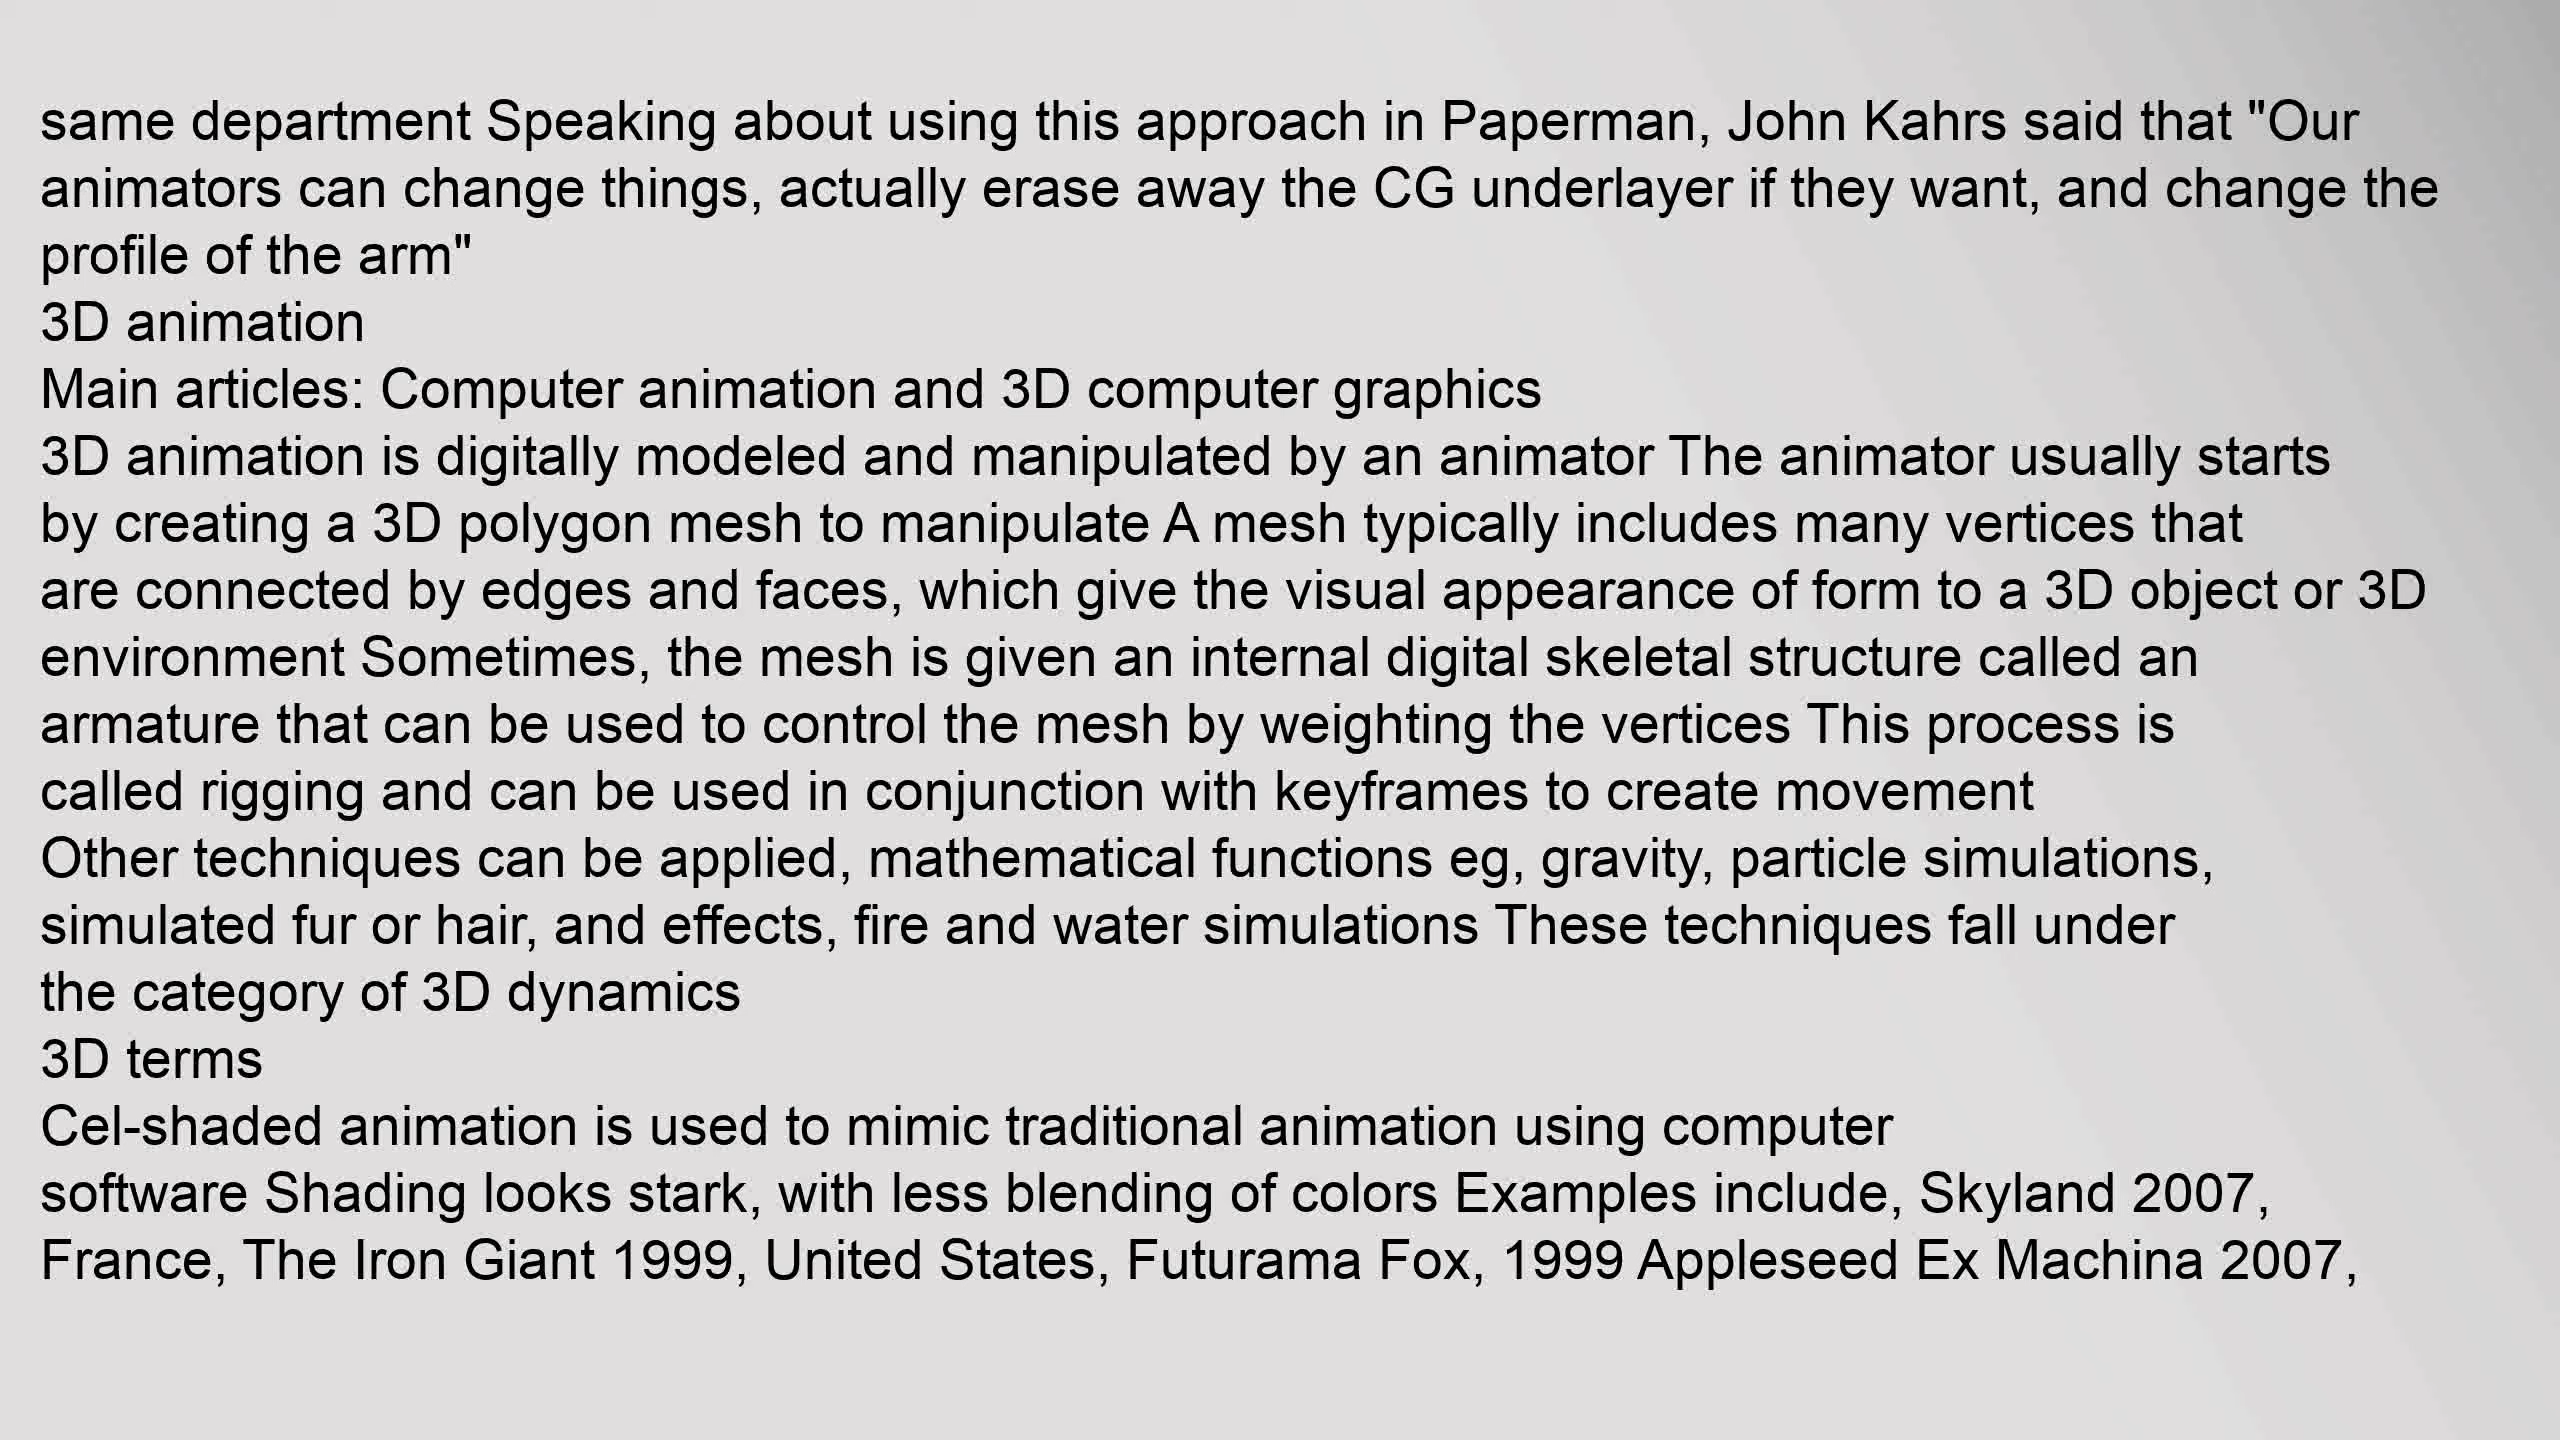 same department Speaking about using this approach in Paperman, John Kahrs said that "Our
animators can change things, actually erase away the CG underlayer if they want, and change the
profile of the arm"
3D animation
Main articles: Computer animation and 3D computer graphics
3D animation is digitally modeled and manipulated by an animator The animator usually starts
by creating a 3D polygon mesh to manipulate A mesh typically includes many vertices that
are connected by edges and faces, which give the visual appearance of form to a 3D object or 3D
environment Sometimes, the mesh is given an internal digital skeletal structure called an
armature that can be used to control the mesh by weighting the vertices This process is
called rigging and can be used in conjunction with keyframes to create movement
Other techniques can be applied, mathematical functions eg, gravity, particle simulations,
simulated fur or hair, and effects, fire and water simulations These techniques fall under
the category of 3D dynamics
3D terms
Cel-shaded animation is used to mimic traditional animation using computer
software Shading looks stark, with less blending of colors Examples include, Skyland 2007,
France, The Iron Giant 1999, United States, Futurama Fox, 1999 Appleseed Ex Machina 2007,